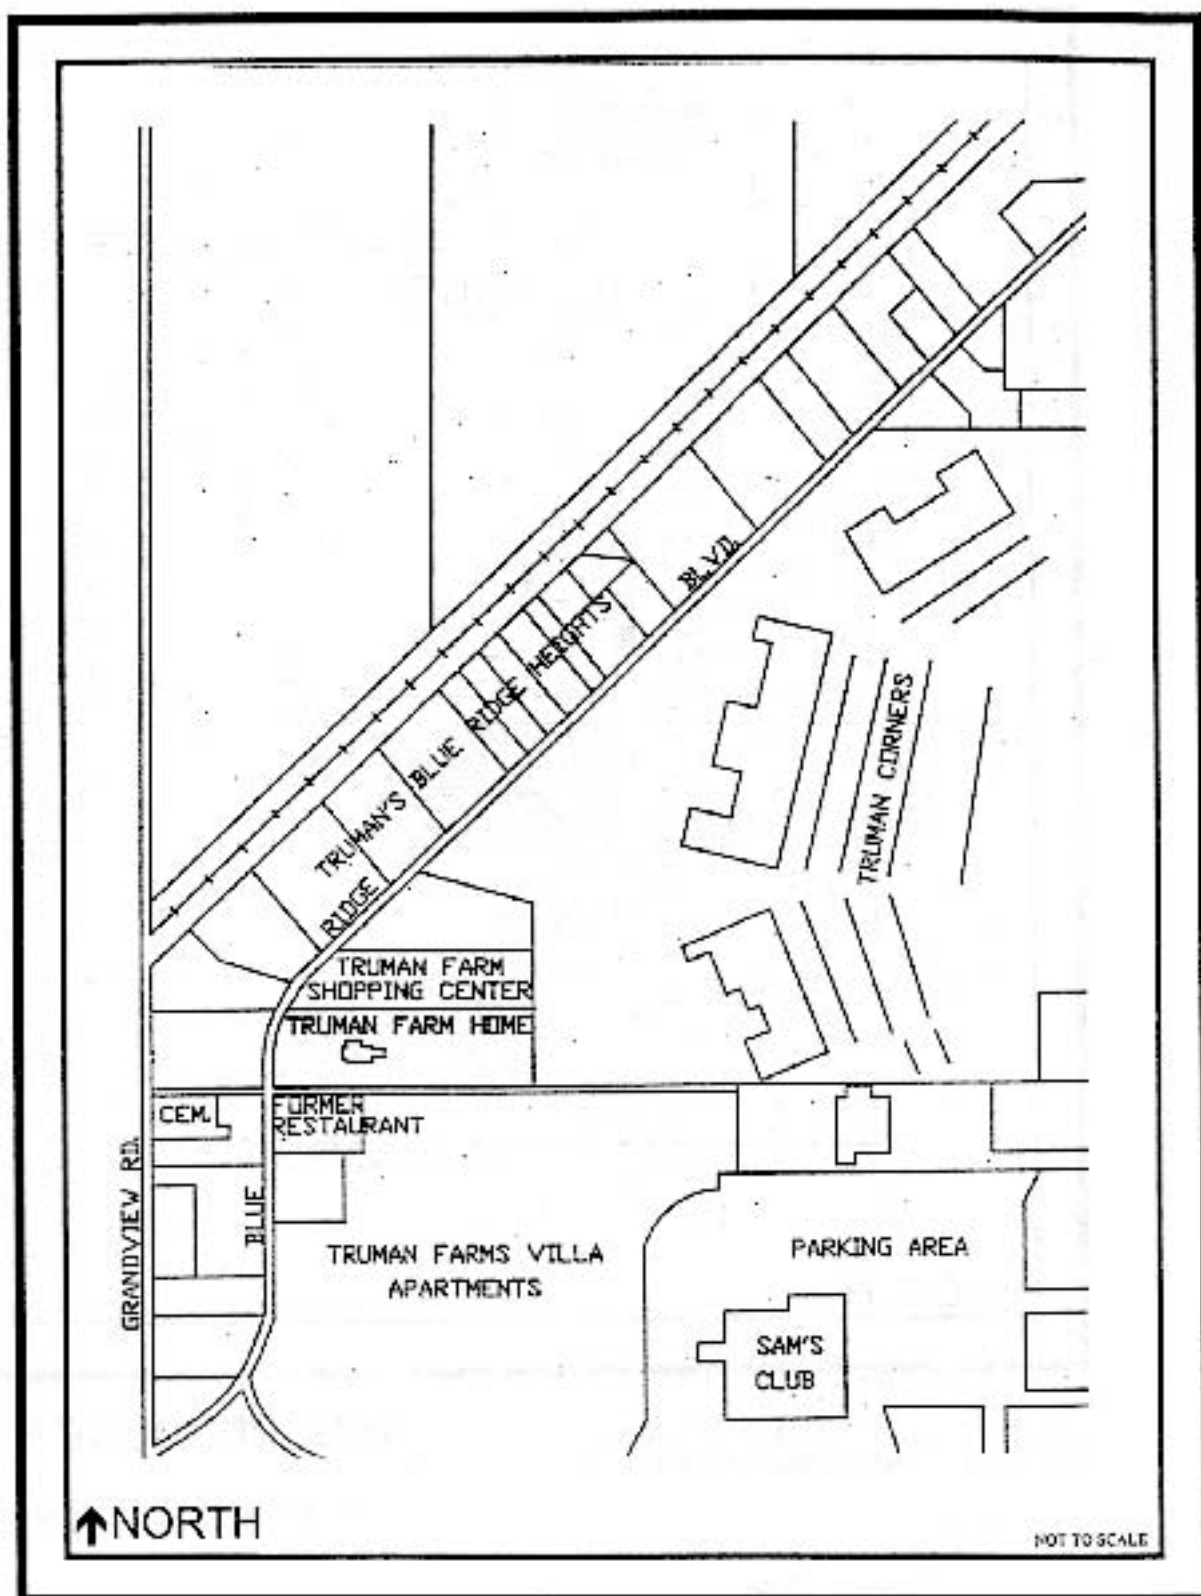 BLVD.
TRUMAN'S BLUE RIDGE HEIGHTS
TRUMAN CORNERS
RIDGE
TRUMAN FARM
SHOPPING CENTER
TRUMAN FARM HOME
CEM.
FORMER
RESTAURANT
GRANDVIEW RD.
BLUE
TRUMAN FARMS VILLA
APARTMENTS
PARKING AREA
SAM'S
CLUB
NORTH
NOT TO SCALE